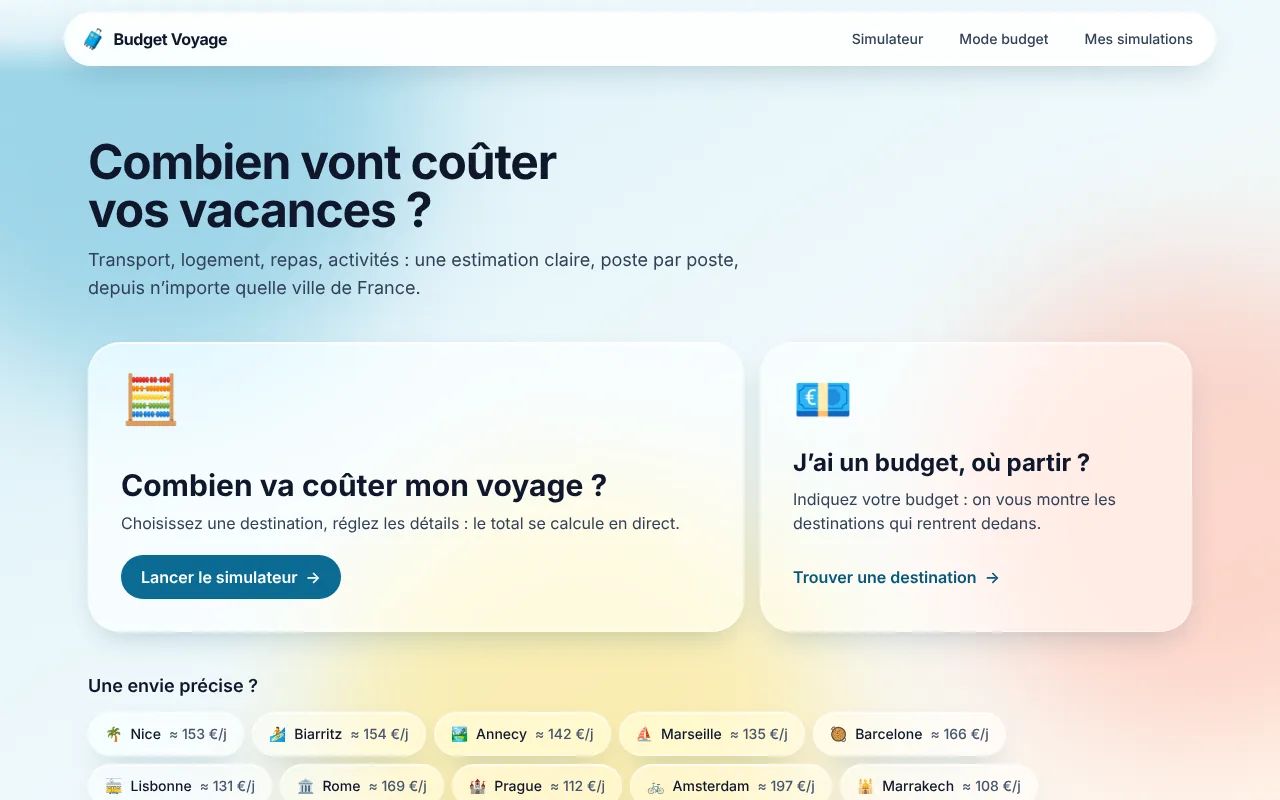 Budget Voyage
Simulateur
Mode budget
Mes simulations
Combien vont coûter
vos vacances ?
Transport, logement, repas, activités : une estimation claire, poste par poste,
depuis n’importe quelle ville de France.
Combien va coûter mon voyage ?
Choisissez une destination, réglez les détails : le total se calcule en direct.
Lancer le simulateur →
J’ai un budget, où partir ?
Indiquez votre budget : on vous montre les
destinations qui rentrent dedans.
Trouver une destination →
Une envie précise ?
Nice ≈ 153 €/j
Biarritz ≈ 154 €/j
Annecy ≈ 142 €/j
Marseille ≈ 135 €/j
Barcelone ≈ 166 €/j
Lisbonne ≈ 131 €/j
Rome ≈ 169 €/j
Prague ≈ 112 €/j
Amsterdam ≈ 197 €/j
Marrakech ≈ 108 €/j